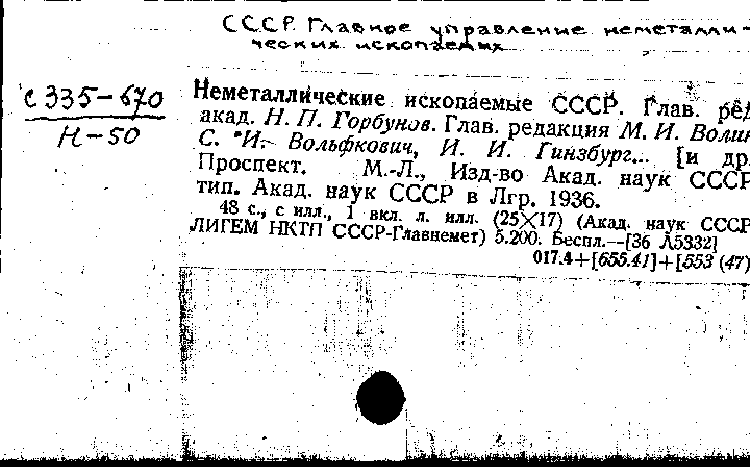 СССР. Главное управление неметалли-
ческих ископаемых
с 335-670
Н-50
Неметаллические ископаемые СССР. Глав. ред.
акад. Н. П. Горбунов. Глав. редакция М. И. Волин
С. И. Вольфкович, И. И. Гинзбург... [и др.
Проспект. М.-Л., Изд-во Акад. наук СССР
тип. Акад. наук СССР в Лгр. 1936.
48 с., с илл., 1 вкл. л. илл. (25×17) (Акад. наук СССР
ЛИГЕМ НКТП СССР-Главнемет) 5.200. Беспл.—[36 Л5332]
017.4+[655.41]+[553 (47)